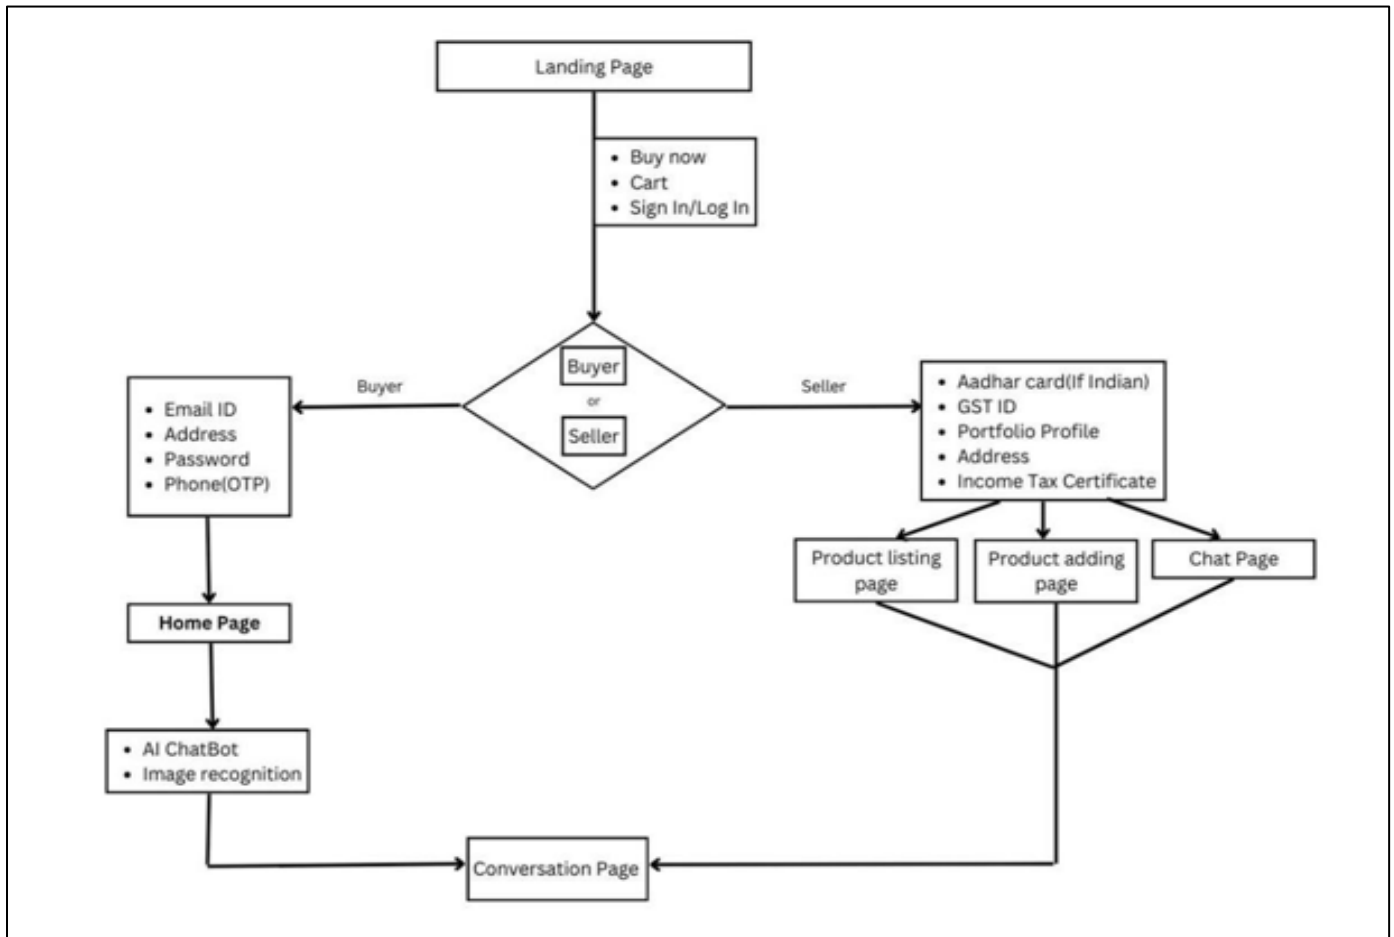 Landing Page
• Buy now
• Cart
• Sign In/Log In
Buyer
or
Seller
Buyer
Seller
• Email ID
• Address
• Password
• Phone(OTP)
• Aadhar card(If Indian)
• GST ID
• Portfolio Profile
• Address
• Income Tax Certificate
Product listing
page
Product adding
page
Chat Page
Home Page
• AI ChatBot
• Image recognition
Conversation Page